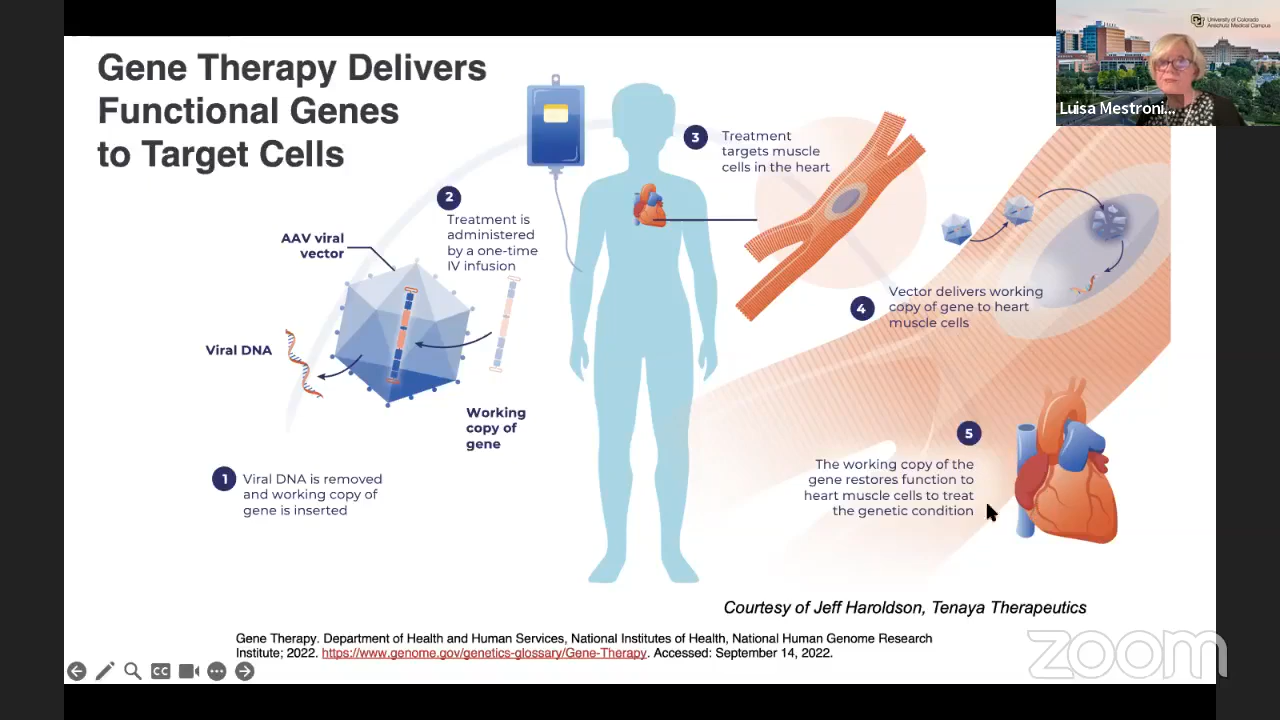 Gene Therapy Delivers
Functional Genes
to Target Cells
University of Colorado
Anschutz Medical Campus
Luisa Mestroni...
AAV viral
vector
2
Treatment is
administered
by a one-time
IV infusion
3
Treatment
targets muscle
cells in the heart
Viral DNA
Working
copy of
gene
4
Vector delivers working
copy of gene to heart
muscle cells
1
Viral DNA is removed
and working copy of
gene is inserted
5
The working copy of the
gene restores function to
heart muscle cells to treat
the genetic condition
Courtesy of Jeff Haroldson, Tenaya Therapeutics
Gene Therapy. Department of Health and Human Services, National Institutes of Health, National Human Genome Research
Institute; 2022. https://www.genome.gov/genetics-glossary/Gene-Therapy. Accessed: September 14, 2022.
CC
zoom